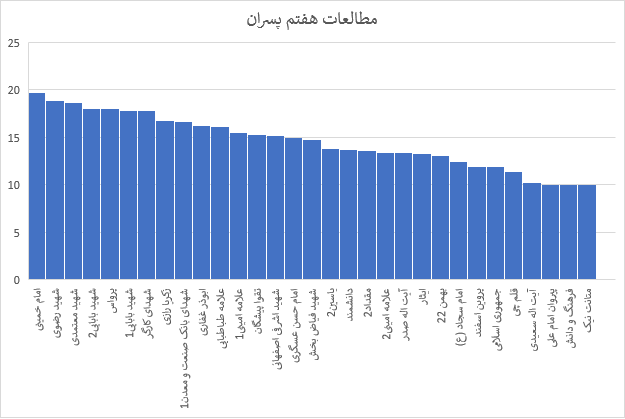 مطالعات هفتم پسران
25
20
15
10
5
0
امام خمینی
شهید رضوی
شهید معتمدی
شهید بابایی2
پرواس
شهید بابایی1
شهدای کارگر
زکریا رازی
شهدای بانک صنعت و معدن1
ابوذر غفاری
علامه طباطبایی
علامه امینی1
تقوا پیشگان
شهید اشرفی اصفهانی
امام حسن عسگری
شهید فیاض بخش
یاسین2
دانشمند
مقداد2
علامه امینی2
آیت اله صدر
ایثار
22 بهمن
امام سجاد (ع)
پروین اسفند
جمهوری اسلامی
قلم چی
آیت اله سعیدی
پیروان امام علی
فرهنگ و دانش
متانت نیک